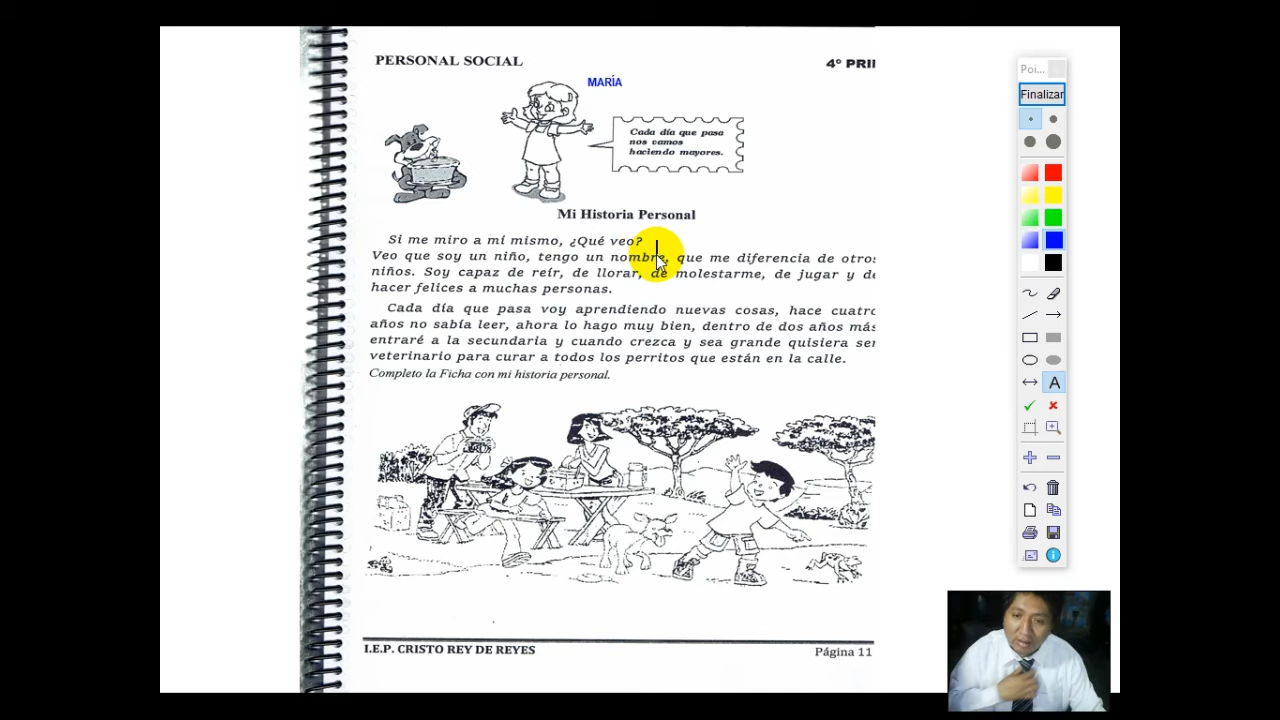 PERSONAL SOCIAL
4º PRI
MARÍA
Cada día que pasa
nos vamos
haciendo mayores.
Mi Historia Personal
Si me miro a mí mismo, ¿Qué veo?
Veo que soy un niño, tengo un nombre, que me diferencia de otros
niños. Soy capaz de reír, de llorar, de molestarme, de jugar y de
hacer felices a muchas personas.
Cada día que pasa voy aprendiendo nuevas cosas, hace cuatro
años no sabía leer, ahora lo hago muy bien, dentro de dos años más
entraré a la secundaria y cuando crezca y sea grande quisiera ser
veterinario para curar a todos los perritos que están en la calle.
Completo la Ficha con mi historia personal.
I.E.P. CRISTO REY DE REYES
Página 11
Poi...
Finalizar
A